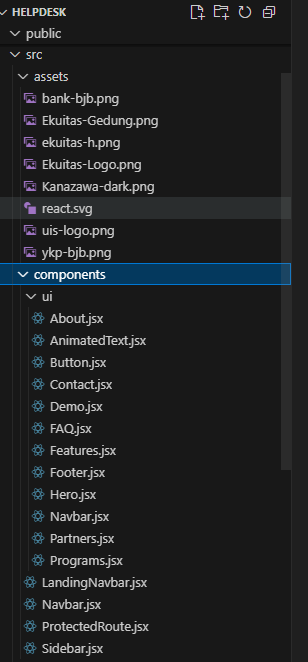 HELPDESK
public
src
assets
bank-bjb.png
Ekuitas-Gedung.png
ekuitas-h.png
Ekuitas-Logo.png
Kanazawa-dark.png
react.svg
uis-logo.png
ykp-bjb.png
components
ui
About.jsx
AnimatedText.jsx
Button.jsx
Contact.jsx
Demo.jsx
FAQ.jsx
Features.jsx
Footer.jsx
Hero.jsx
Navbar.jsx
Partners.jsx
Programs.jsx
LandingNavbar.jsx
Navbar.jsx
ProtectedRoute.jsx
Sidebar.jsx